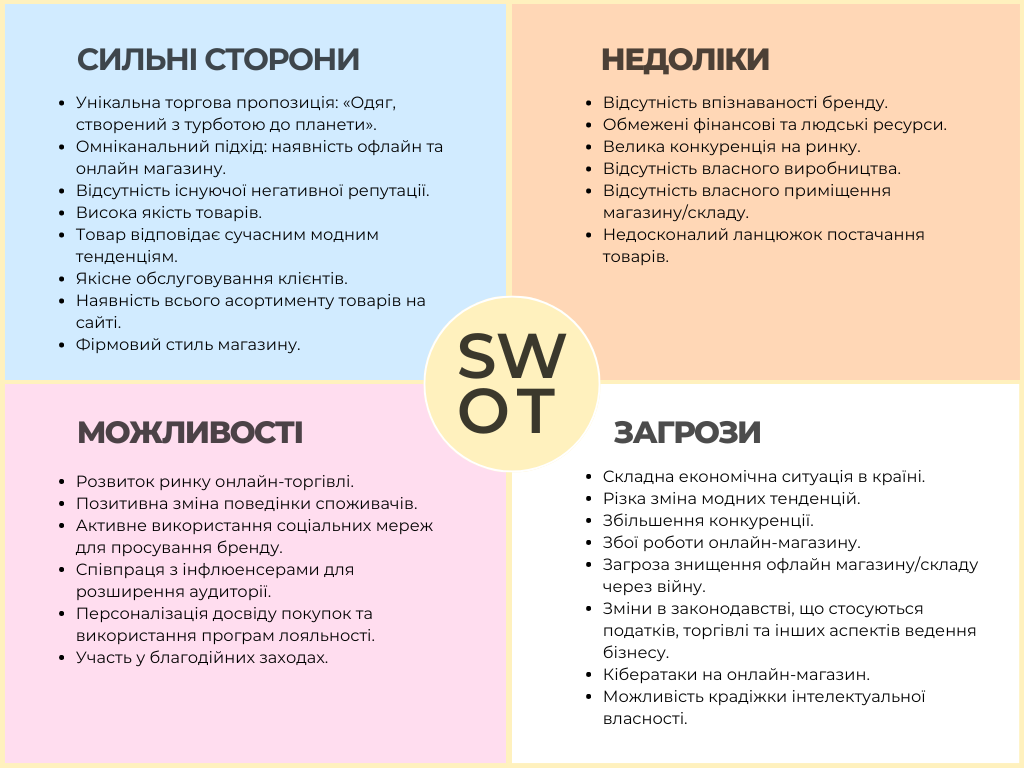 СИЛЬНІ СТОРОНИ
• Унікальна торгова пропозиція: «Одяг,
створений з турботою до планети».
• Омніканальний підхід: наявність офлайн та
онлайн магазину.
• Відсутність існуючої негативної репутації.
• Висока якість товарів.
• Товар відповідає сучасним модним
тенденціям.
• Якісне обслуговування клієнтів.
• Наявність всього асортименту товарів на
сайті.
• Фірмовий стиль магазину.
НЕДОЛІКИ
• Відсутність впізнаваності бренду.
• Обмежені фінансові та людські ресурси.
• Велика конкуренція на ринку.
• Відсутність власного виробництва.
• Відсутність власного приміщення
магазину/складу.
• Недосконалий ланцюжок постачання
товарів.
SW
OT
МОЖЛИВОСТІ
• Розвиток ринку онлайн-торгівлі.
• Позитивна зміна поведінки споживачів.
• Активне використання соціальних мереж
для просування бренду.
• Співпраця з інфлюенсерами для
розширення аудиторії.
• Персоналізація досвіду покупок та
використання програм лояльності.
• Участь у благодійних заходах.
ЗАГРОЗИ
• Складна економічна ситуація в країні.
• Різка зміна модних тенденцій.
• Збільшення конкуренції.
• Збої роботи онлайн-магазину.
• Загроза знищення офлайн магазину/складу
через війну.
• Зміни в законодавстві, що стосуються
податків, торгівлі та інших аспектів ведення
бізнесу.
• Кібератаки на онлайн-магазин.
• Можливість крадіжки інтелектуальної
власності.